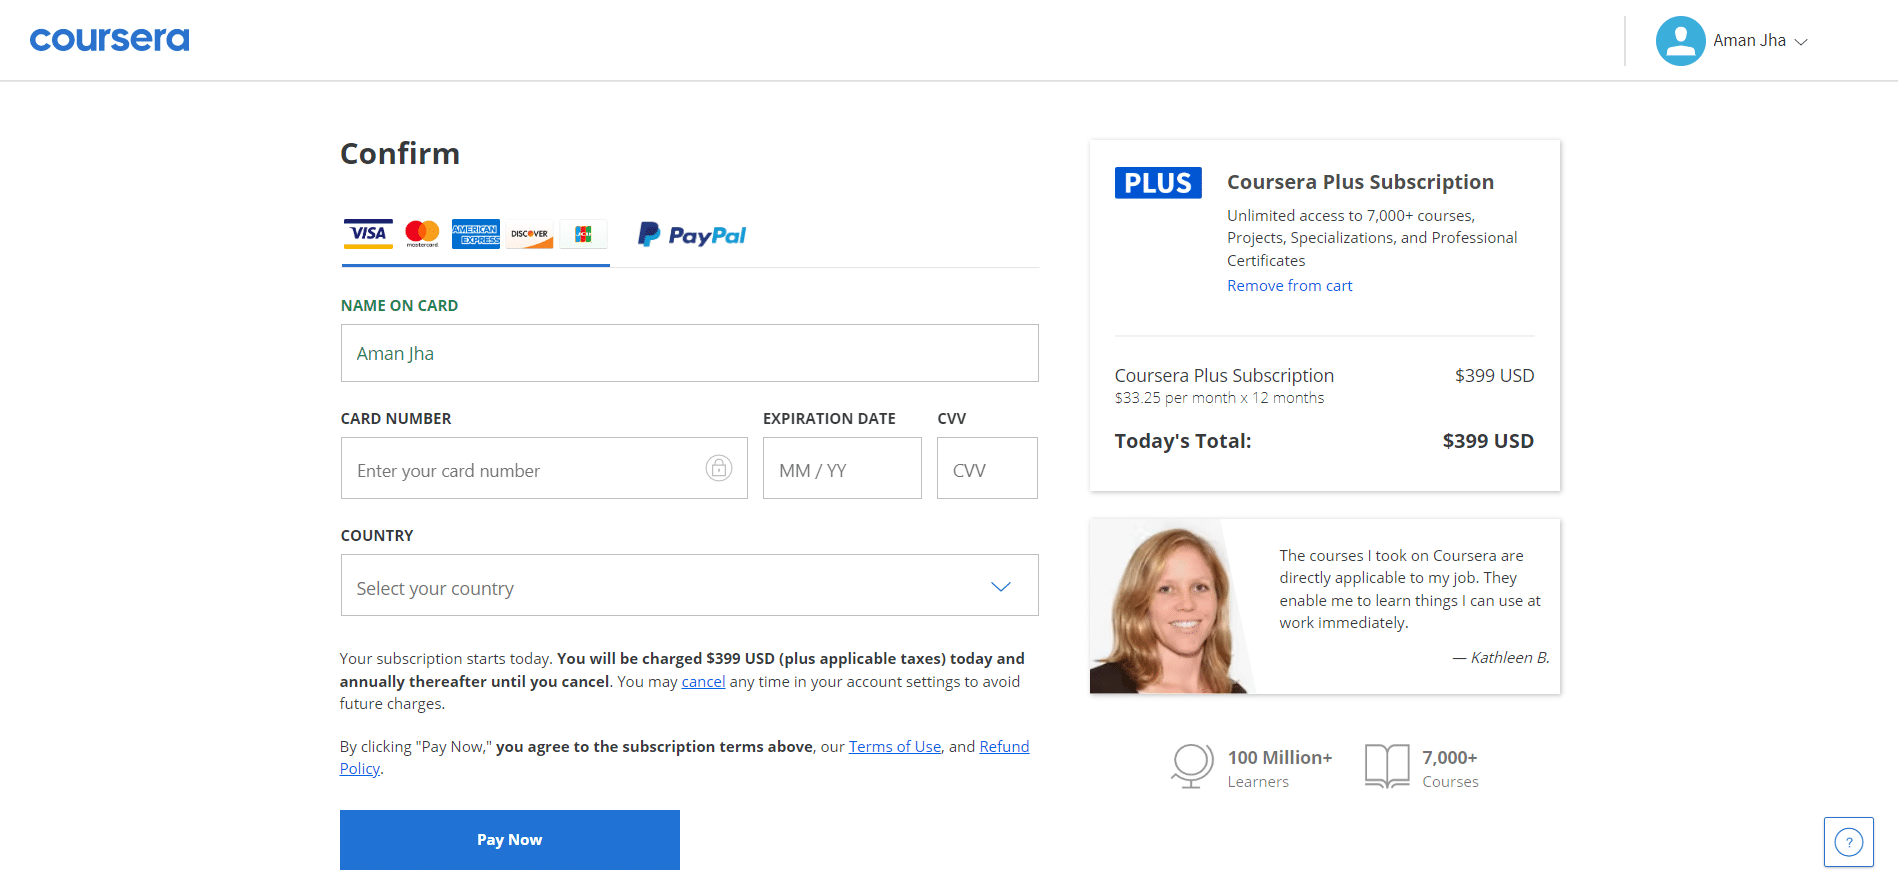 coursera
Aman Jha
Confirm
VISA
mastercard
AMERICAN EXPRESS
DISCOVER
JCB
PayPal
NAME ON CARD
Aman Jha
CARD NUMBER
EXPIRATION DATE
CVV
Enter your card number
MM / YY
CVV
COUNTRY
Select your country
Your subscription starts today. You will be charged $399 USD (plus applicable taxes) today and
annually thereafter until you cancel. You may cancel any time in your account settings to avoid
future charges.
By clicking "Pay Now," you agree to the subscription terms above, our Terms of Use, and Refund
Policy.
Pay Now
PLUS
Coursera Plus Subscription
Unlimited access to 7,000+ courses,
Projects, Specializations, and Professional
Certificates
Remove from cart
Coursera Plus Subscription
$399 USD
$33.25 per month x 12 months
Today's Total:
$399 USD
The courses I took on Coursera are
directly applicable to my job. They
enable me to learn things I can use at
work immediately.
— Kathleen B.
100 Million+
Learners
7,000+
Courses
?